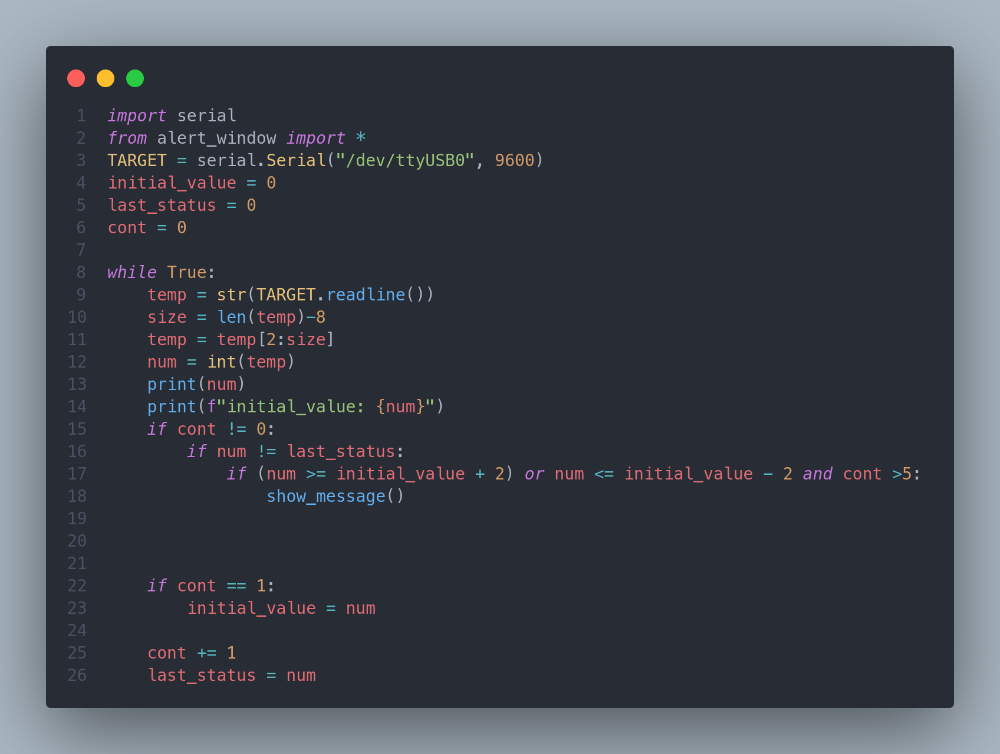 1 import serial
2 from alert_window import *
3 TARGET = serial.Serial("/dev/ttyUSB0", 9600)
4 initial_value = 0
5 last_status = 0
6 cont = 0
7
8 while True:
9     temp = str(TARGET.readline())
10     size = len(temp)-8
11     temp = temp[2:size]
12     num = int(temp)
13     print(num)
14     print(f"initial_value: {num}")
15     if cont != 0:
16         if num != last_status:
17             if (num >= initial_value + 2) or num <= initial_value - 2 and cont >5:
18                 show_message()
19
20
21
22     if cont == 1:
23         initial_value = num
24
25     cont += 1
26     last_status = num